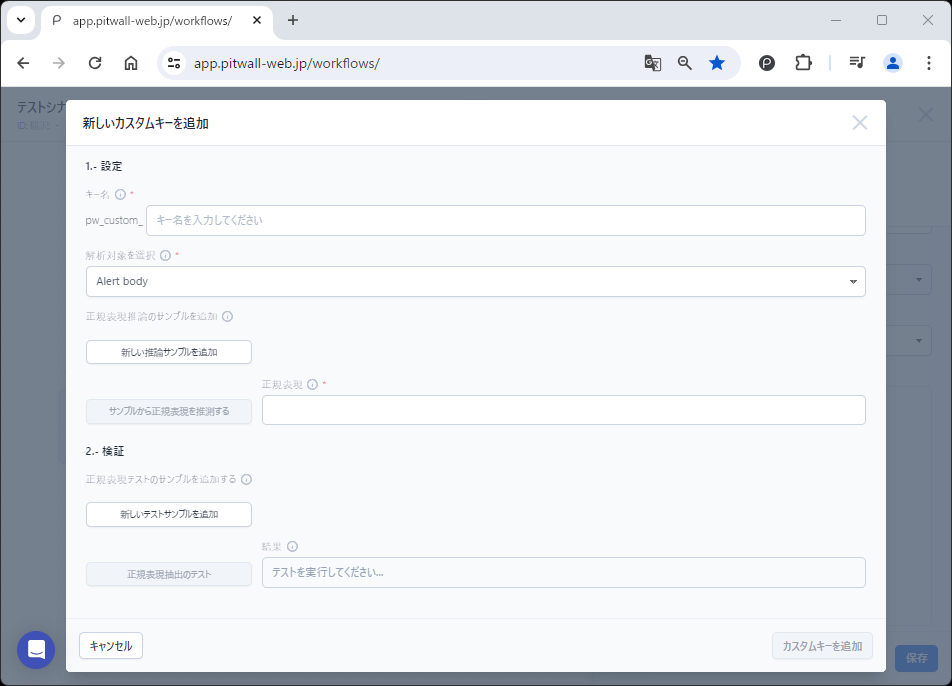 app.pitwall-web.jp/workflows/
app.pitwall-web.jp/workflows/
テストシナ
新しいカスタムキーを追加
1.- 設定
キー名 *
pw_custom_ キー名を入力してください
解析対象を選択 *
Alert body
正規表現推論のサンプルを追加
新しい推論サンプルを追加
正規表現 *
サンプルから正規表現を推測する
2.- 検証
正規表現テストのサンプルを追加する
新しいテストサンプルを追加
結果
正規表現抽出のテスト テストを実行してください...
キャンセル カスタムキーを追加
保存